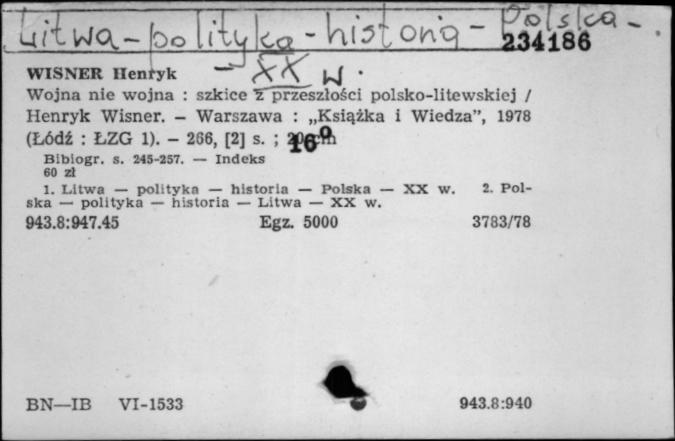 Litwa - polityka - historia - Polska -
234186
- XX w.
WISNER Henryk
Wojna nie wojna : szkice z przeszłości polsko-litewskiej /
Henryk Wisner. – Warszawa : „Książka i Wiedza”, 1978
(Łódź : ŁZG 1). – 266, [2] s. ; 20 cm
16°
Bibiogr. s. 245-257. — Indeks
60 zł
1. Litwa — polityka — historia — Polska — XX w. 2. Pol-
ska — polityka — historia — Litwa — XX w.
943.8:947.45 Egz. 5000 3783/78
BN—IB VI-1533 943.8:940